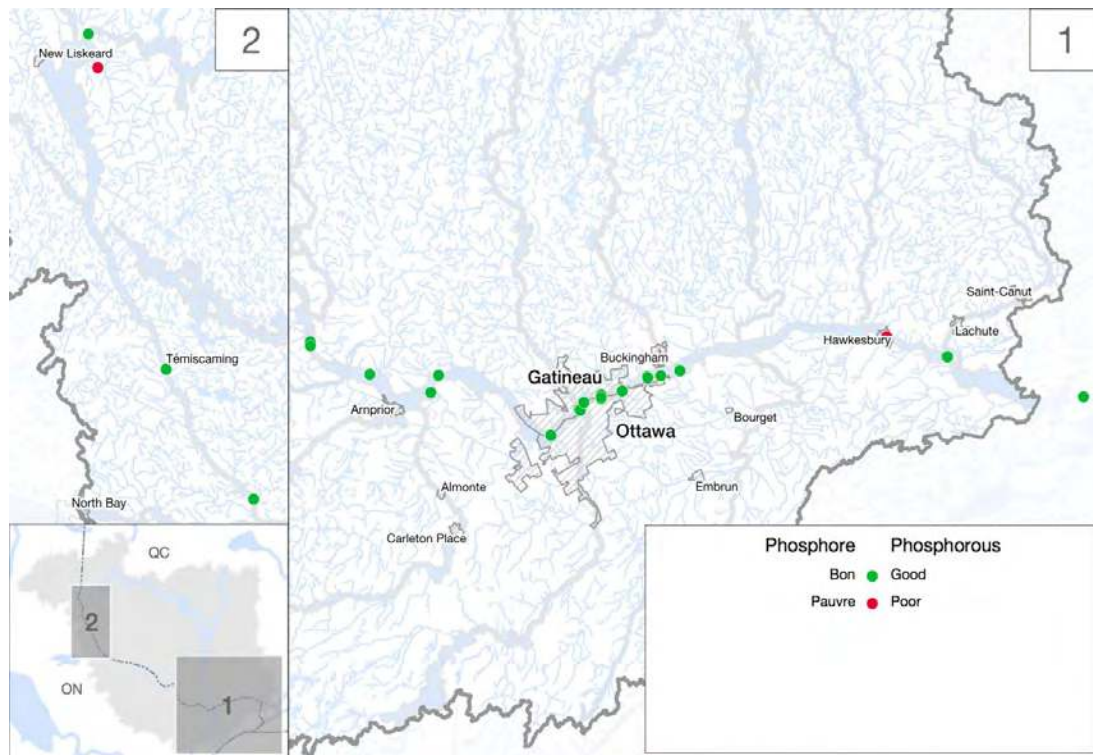 2
New Liskeard
Témiscaming
North Bay
1
Saint-Canut
Lachute
Hawkesbury
Buckingham
Gatineau
Arnprior
Ottawa
Bourget
Almonte
Embrun
Carleton Place
QC
2
ON
1
Phosphore Phosphorous
Bon Good
Pauvre Poor